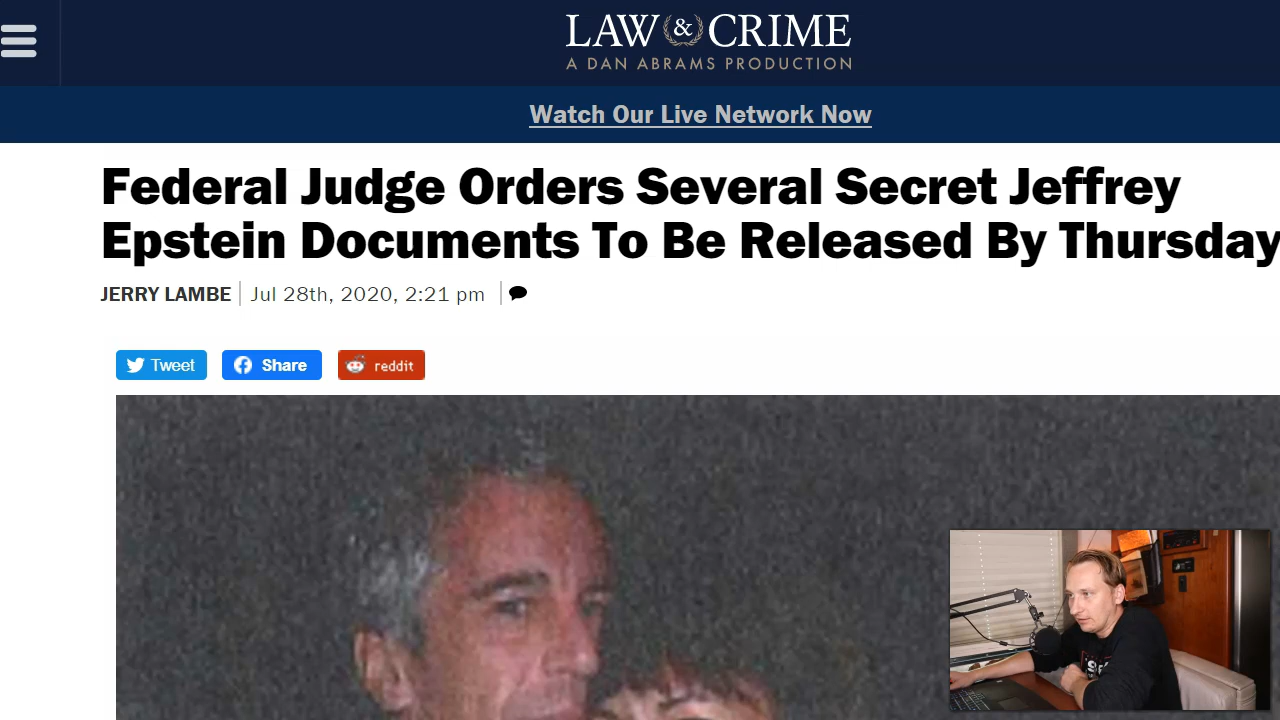 LAW & CRIME
A DAN ABRAMS PRODUCTION
Watch Our Live Network Now
Federal Judge Orders Several Secret Jeffrey
Epstein Documents To Be Released By Thursday
JERRY LAMBE Jul 28th, 2020, 2:21 pm
Tweet Share reddit